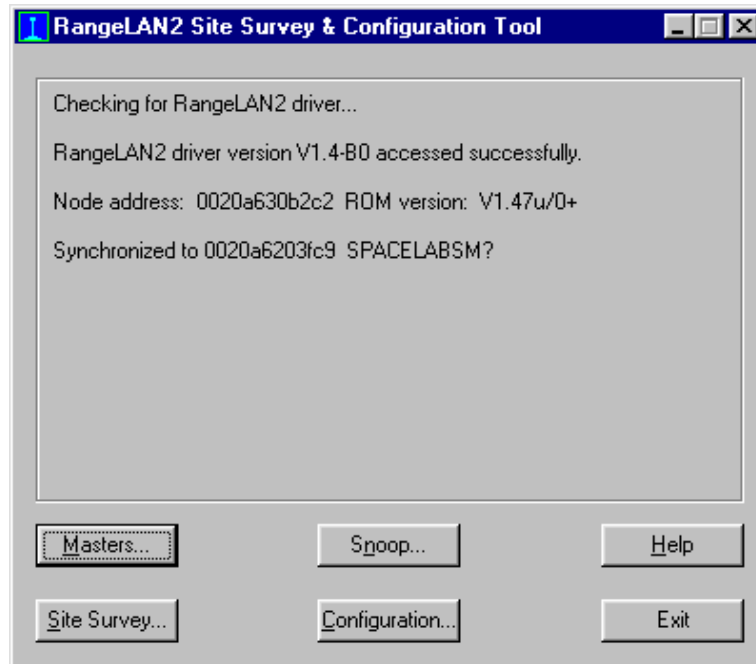 RangeLAN2 Site Survey & Configuration Tool
Checking for RangeLAN2 driver...
RangeLAN2 driver version V1.4-B0 accessed successfully.
Node address:  0020a630b2c2  ROM version:  V1.47u/0+
Synchronized to 0020a6203fc9  SPACELABSM?
Masters... Snoop... Help
Site Survey... Configuration... Exit